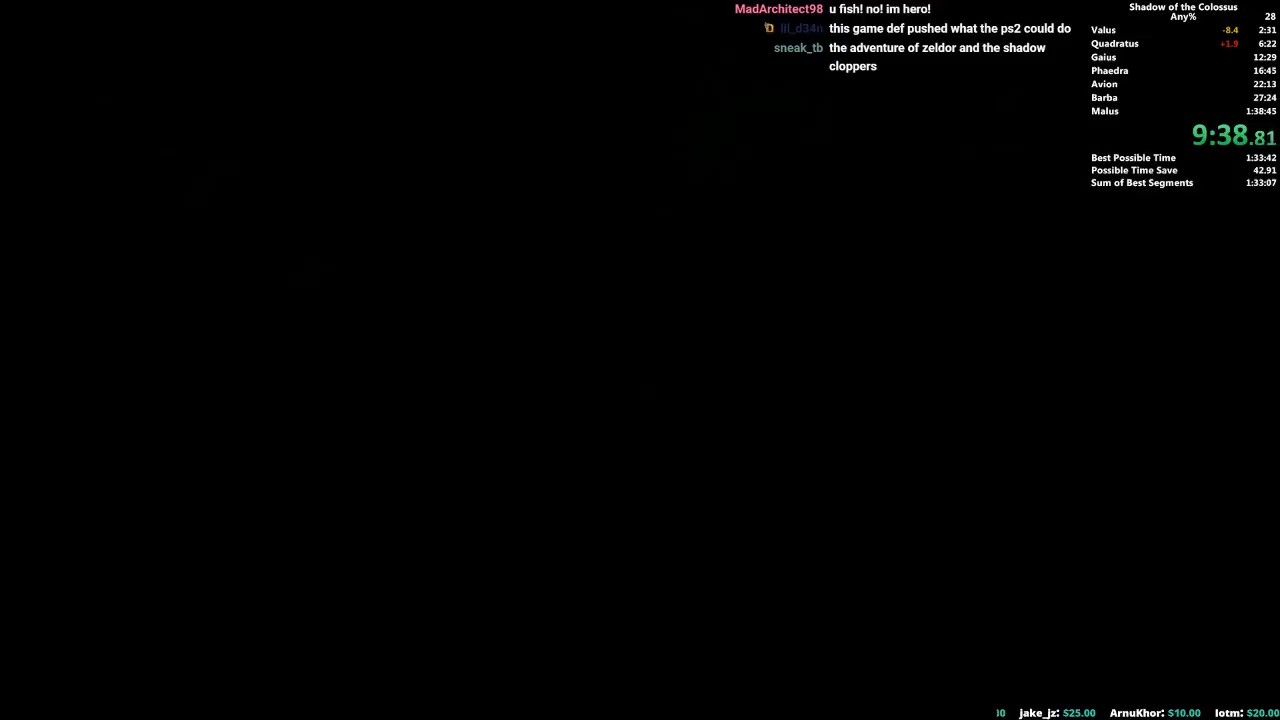 MadArchitect98 u fish! no! im hero!
lil_d34n this game def pushed what the ps2 could do
sneak_tb the adventure of zeldor and the shadow
cloppers
Shadow of the Colossus
Any% 28
Valus -8.4 2:31
Quadratus +1.9 6:22
Gaius 12:29
Phaedra 16:45
Avion 22:13
Barba 27:24
Malus 1:38:45
9:38.81
Best Possible Time 1:33:42
Possible Time Save 42.91
Sum of Best Segments 1:33:07
jake_jz: $25.00 ArnuKhor: $10.00 lotm: $20.00